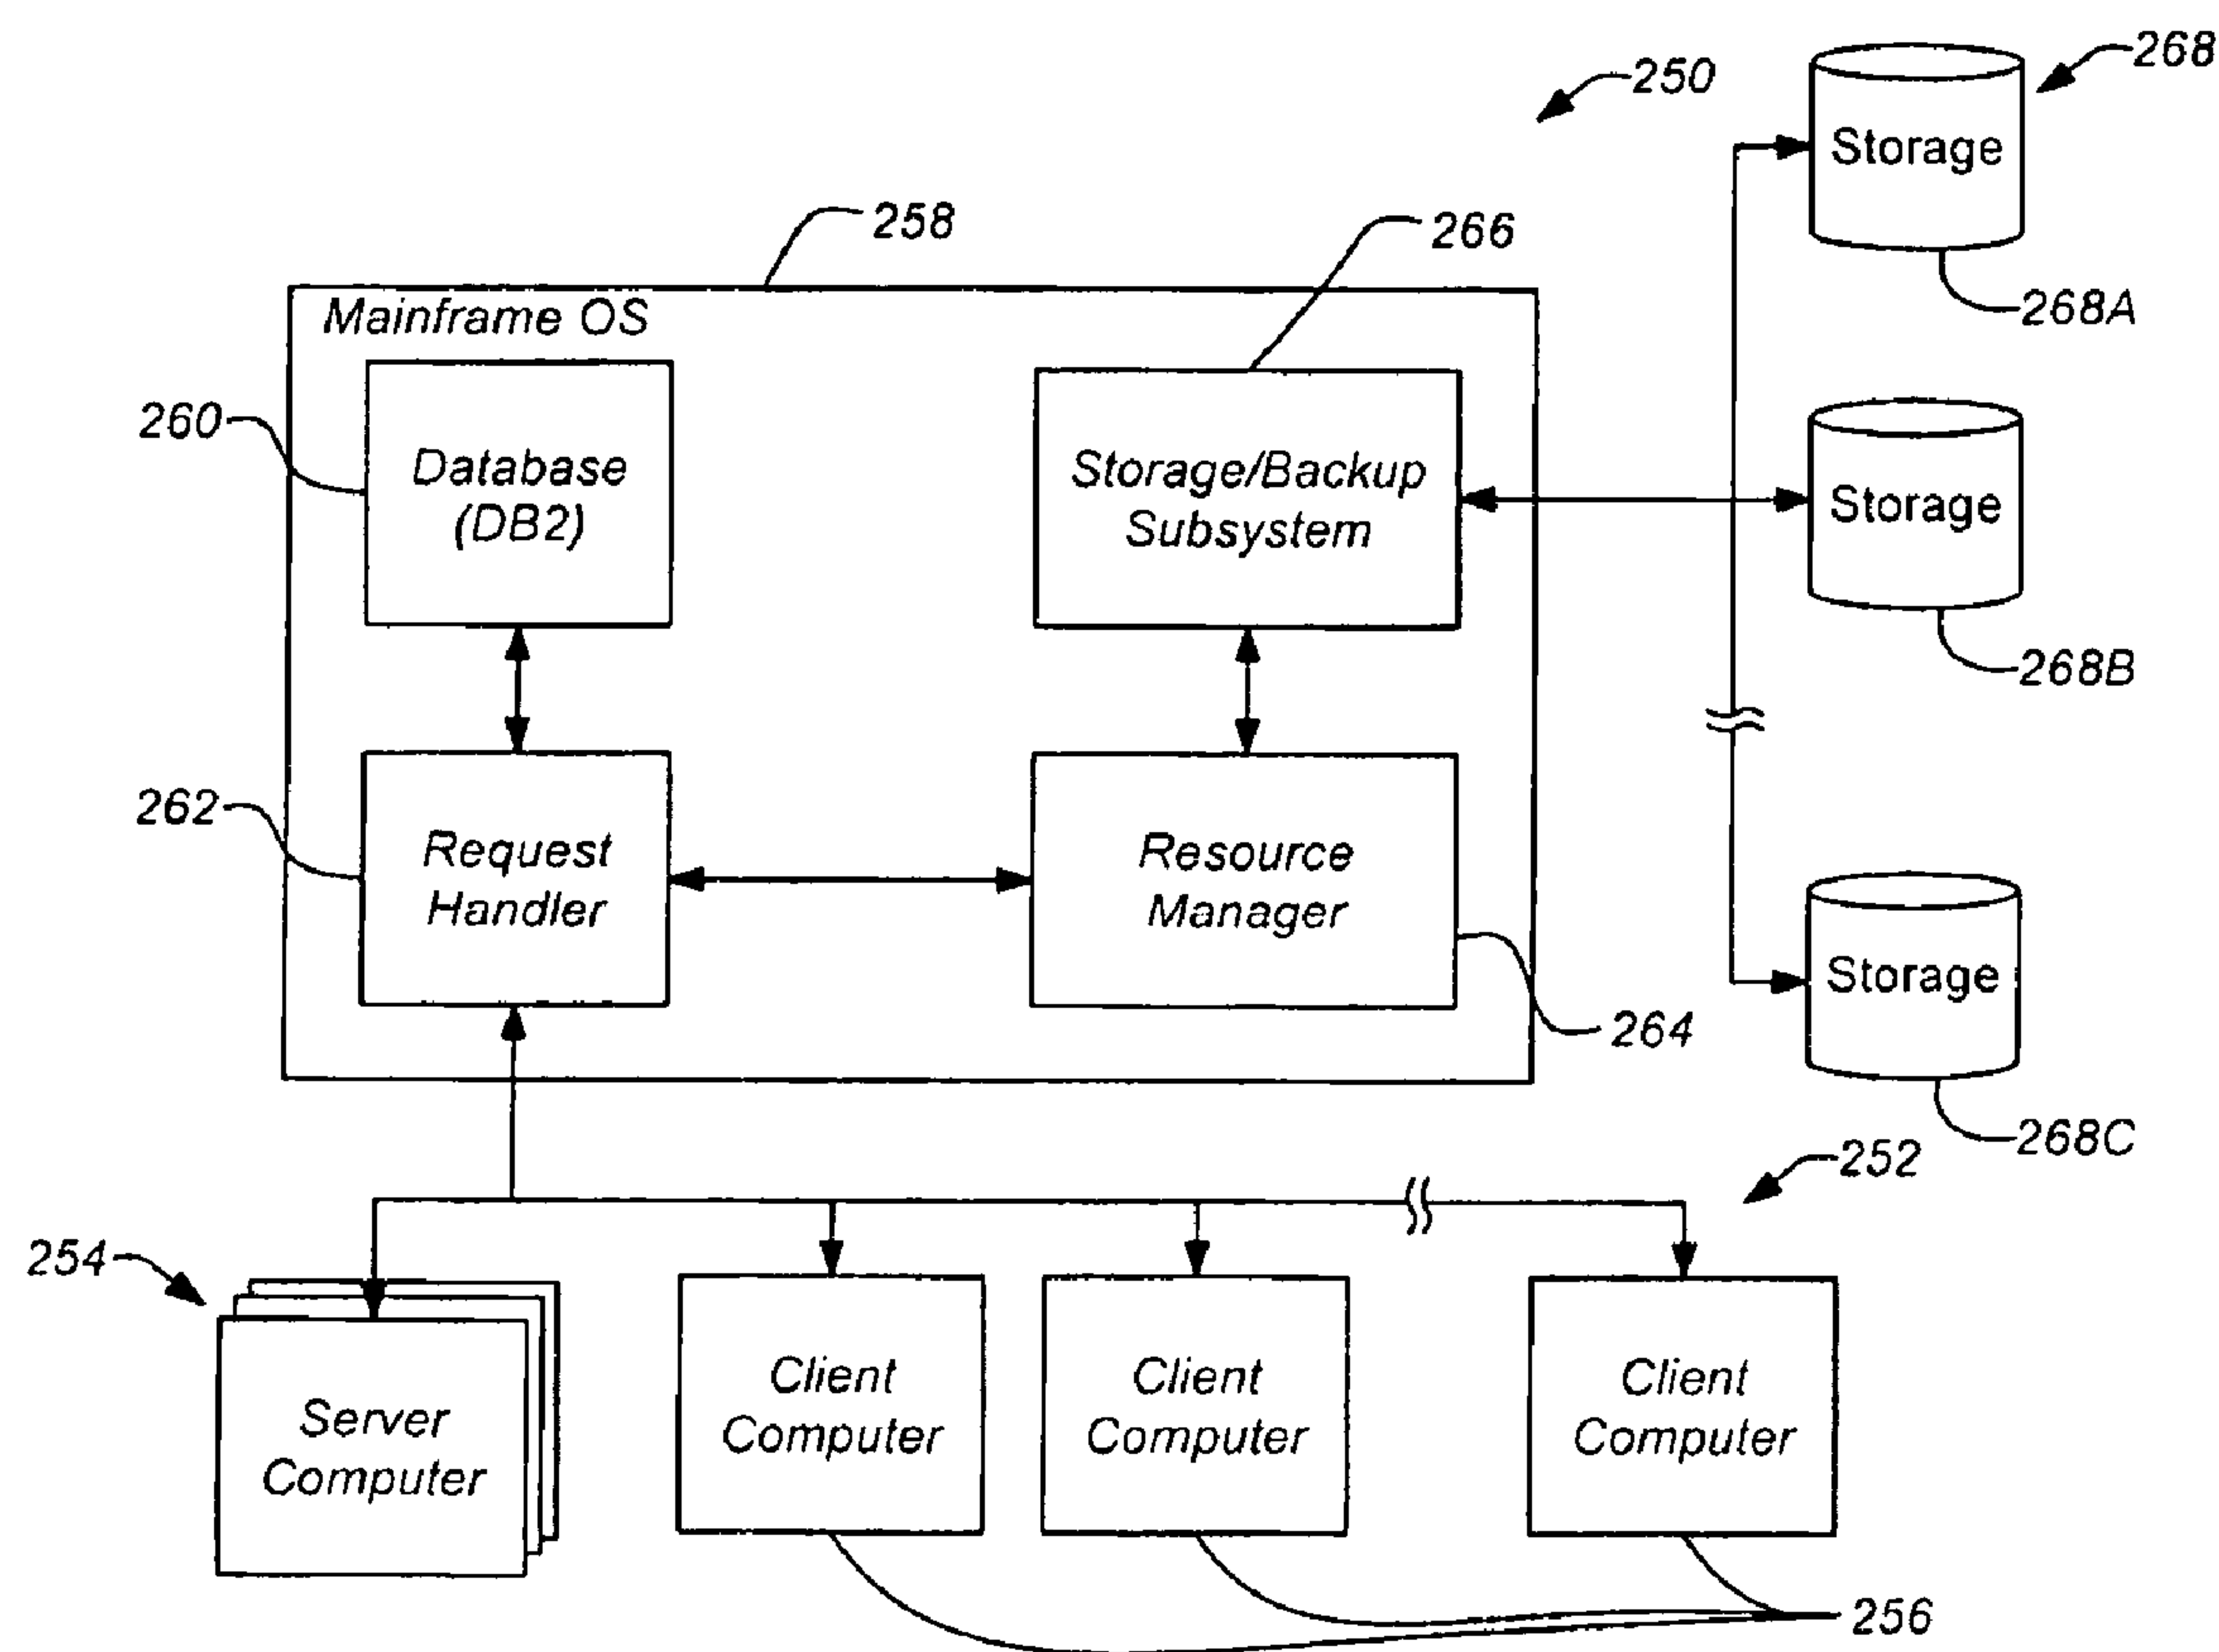 268
250
Storage
258
266
268A
Mainframe OS
260
Database
(DB2)
Storage/Backup
Subsystem
Storage
268B
262
Request
Handler
Resource
Manager
Storage
264
268C
252
254
Server
Computer
Client
Computer
Client
Computer
Client
Computer
256